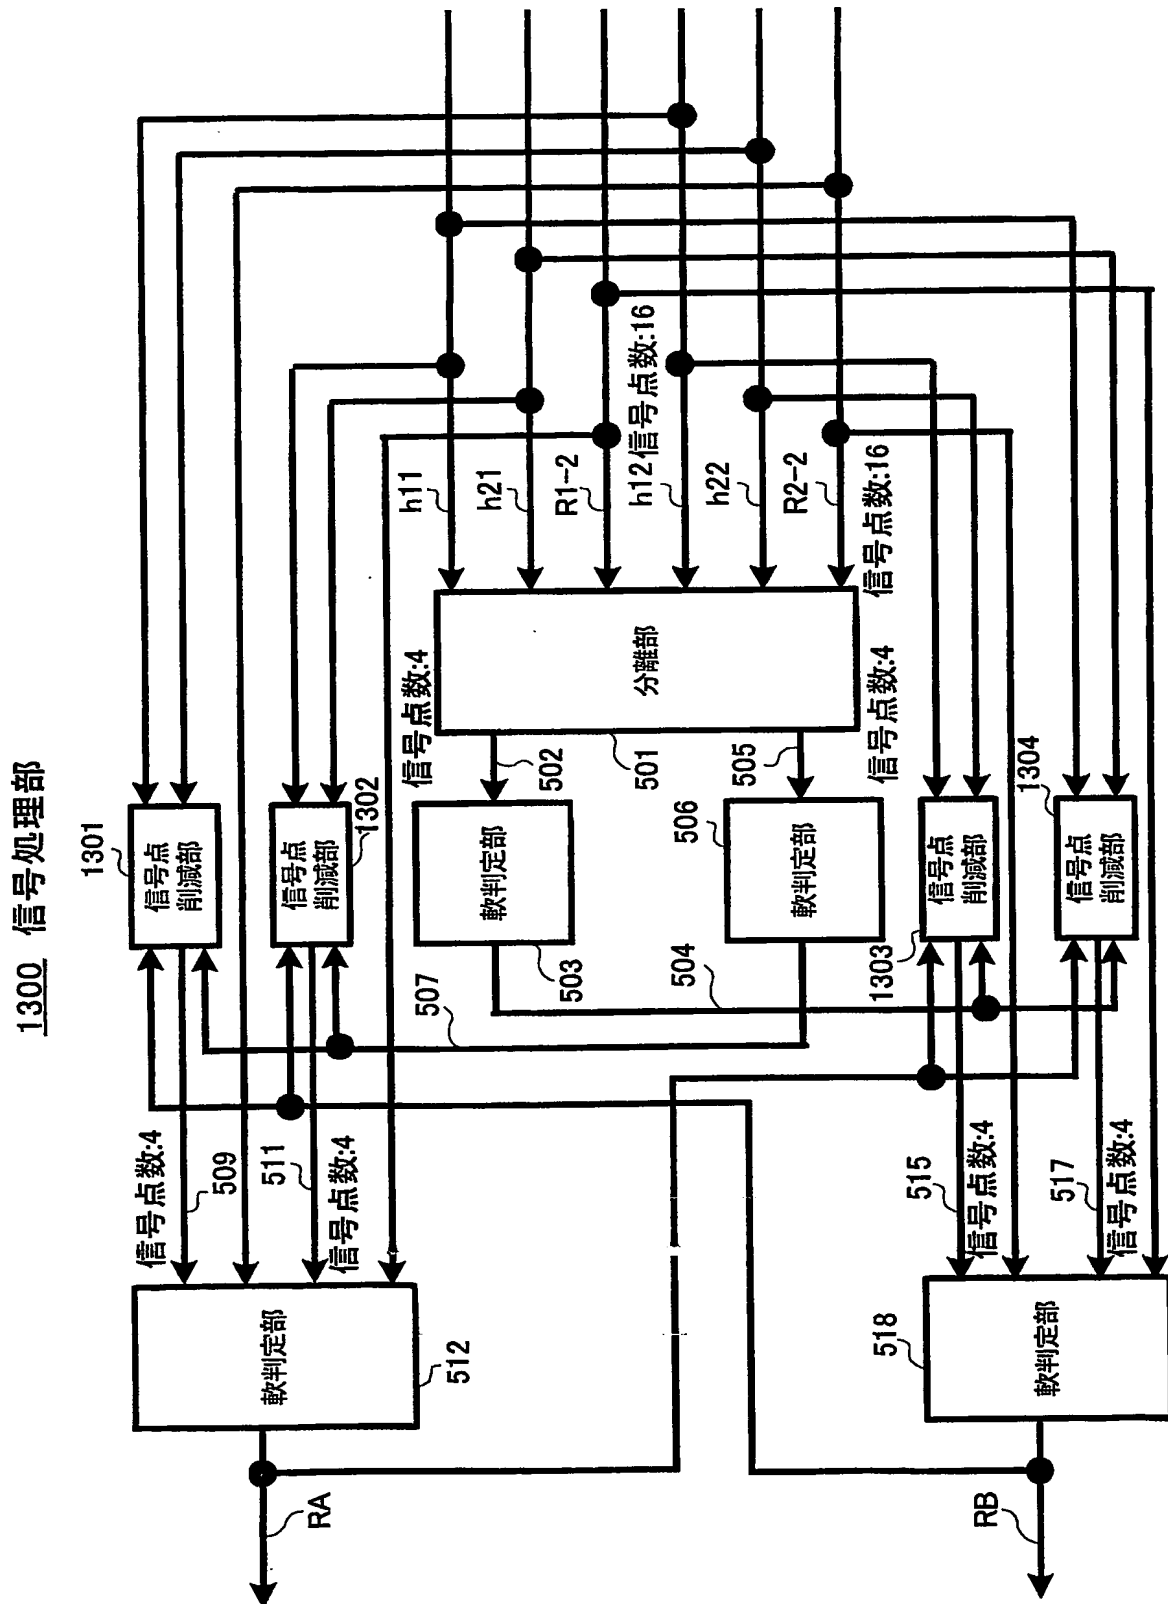 1300 信号処理部
1301
信号点
削減部
1302
信号点
削減部
信号点数:4
509
511
信号点数:4
軟判定部
512
RA
507
504
軟判定部
503
502
信号点数:4
分離部
501
505
信号点数:4
軟判定部
506
h11
h21
R1-2
h12
信号点数:16
h22
R2-2
信号点数:16
1303
信号点
削減部
1304
信号点
削減部
515
信号点数:4
517
信号点数:4
軟判定部
518
RB